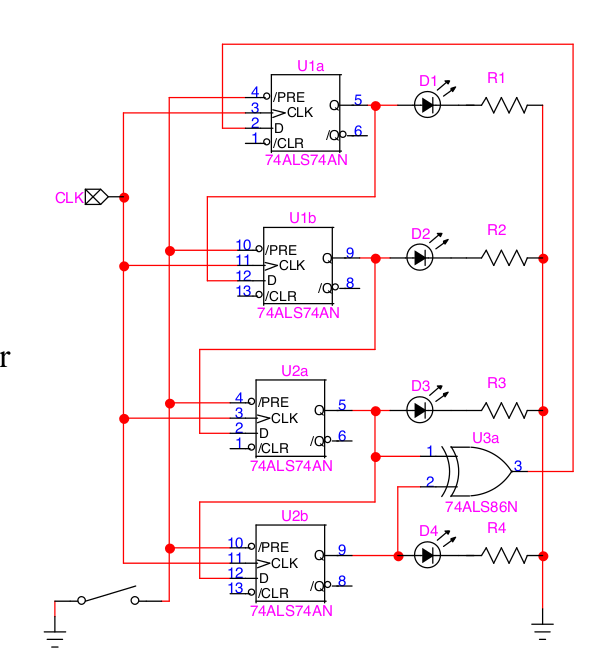 U1a
4 /PRE
3 CLK
2 D
1 /CLR
Q 5
/Q 6
74ALS74AN
D1
R1
CLK
U1b
10 /PRE
11 CLK
12 D
13 /CLR
Q 9
/Q 8
74ALS74AN
D2
R2
r
U2a
4 /PRE
3 CLK
2 D
1 /CLR
Q 5
/Q 6
74ALS74AN
D3
R3
U3a
1
2
3
74ALS86N
U2b
10 /PRE
11 CLK
12 D
13 /CLR
Q 9
/Q 8
74ALS74AN
D4
R4